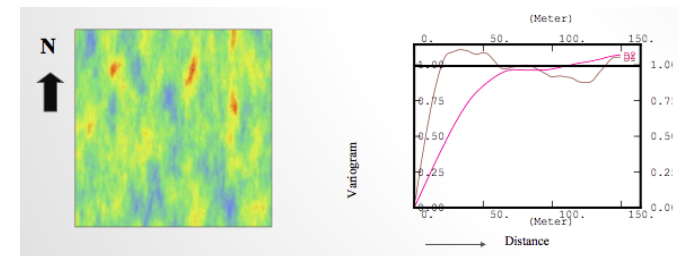 N
(Meter)
0. 50. 100. 150.
1.00 1.00
0.75 0.75
0.50 0.50
0.25 0.25
0.00 0.00
0. 50. 100. 150.
(Meter)
Variogram
Distance